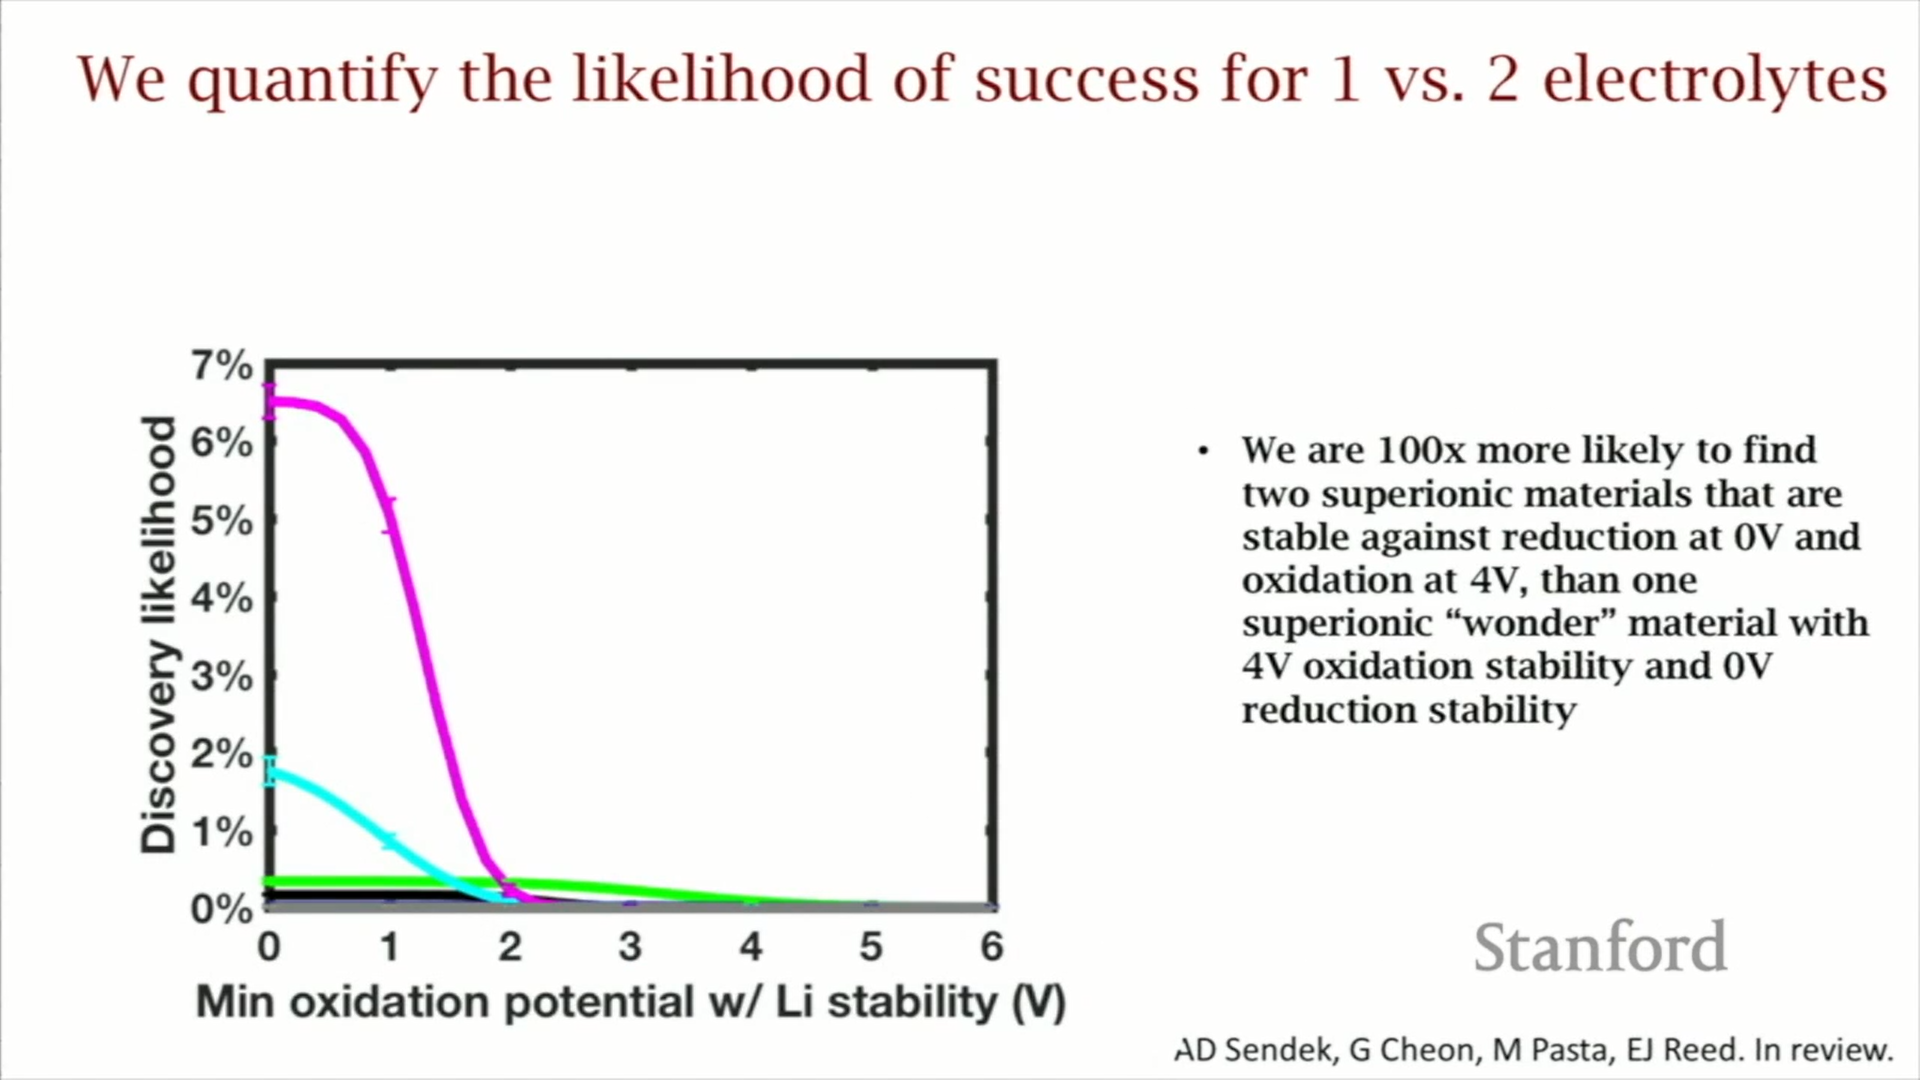 We quantify the likelihood of success for 1 vs. 2 electrolytes
7%
6%
5%
4%
3%
2%
1%
0%
Discovery likelihood
0 1 2 3 4 5 6
Min oxidation potential w/ Li stability (V)
• We are 100x more likely to find
two superionic materials that are
stable against reduction at 0V and
oxidation at 4V, than one
superionic “wonder” material with
4V oxidation stability and 0V
reduction stability
Stanford
AD Sendek, G Cheon, M Pasta, EJ Reed. In review.